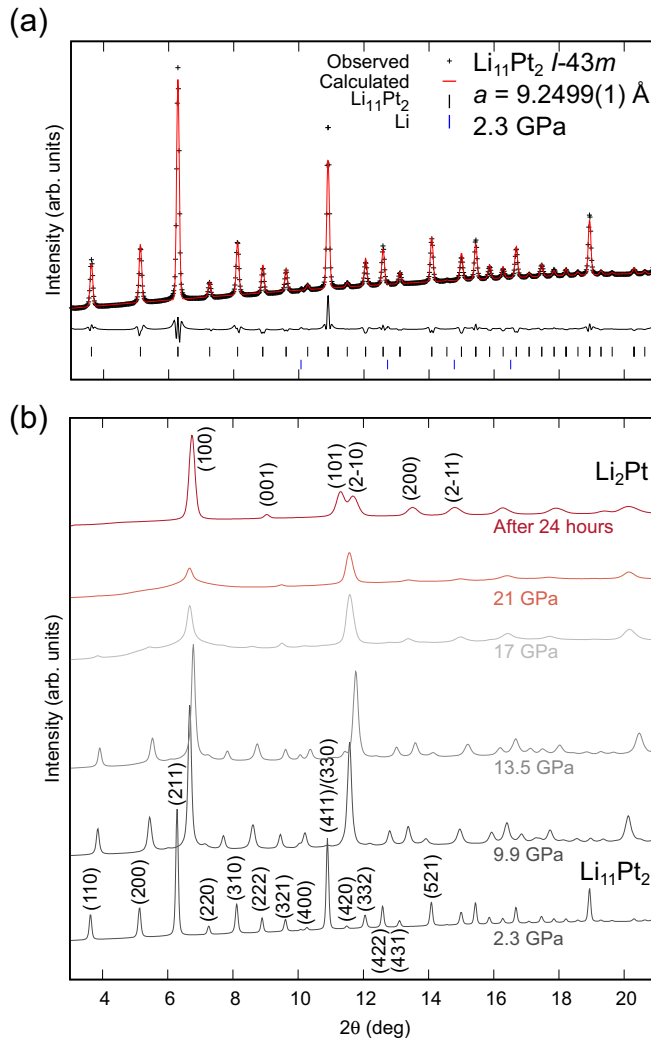 (a)
Observed
Calculated
Li₁₁Pt₂
Li
Li₁₁Pt₂ I-43m
a = 9.2499(1) Å
2.3 GPa
Intensity (arb. units)
(b)
Li₂Pt
(100)
(001)
(101)
(2-10)
(200)
(2-11)
After 24 hours
21 GPa
17 GPa
13.5 GPa
9.9 GPa
Li₁₁Pt₂
2.3 GPa
(110)
(200)
(211)
(220)
(310)
(222)
(321)
(400)
(411)/(330)
(420)
(332)
(422)
(431)
(521)
Intensity (arb. units)
4 6 8 10 12 14 16 18 20
2θ (deg)